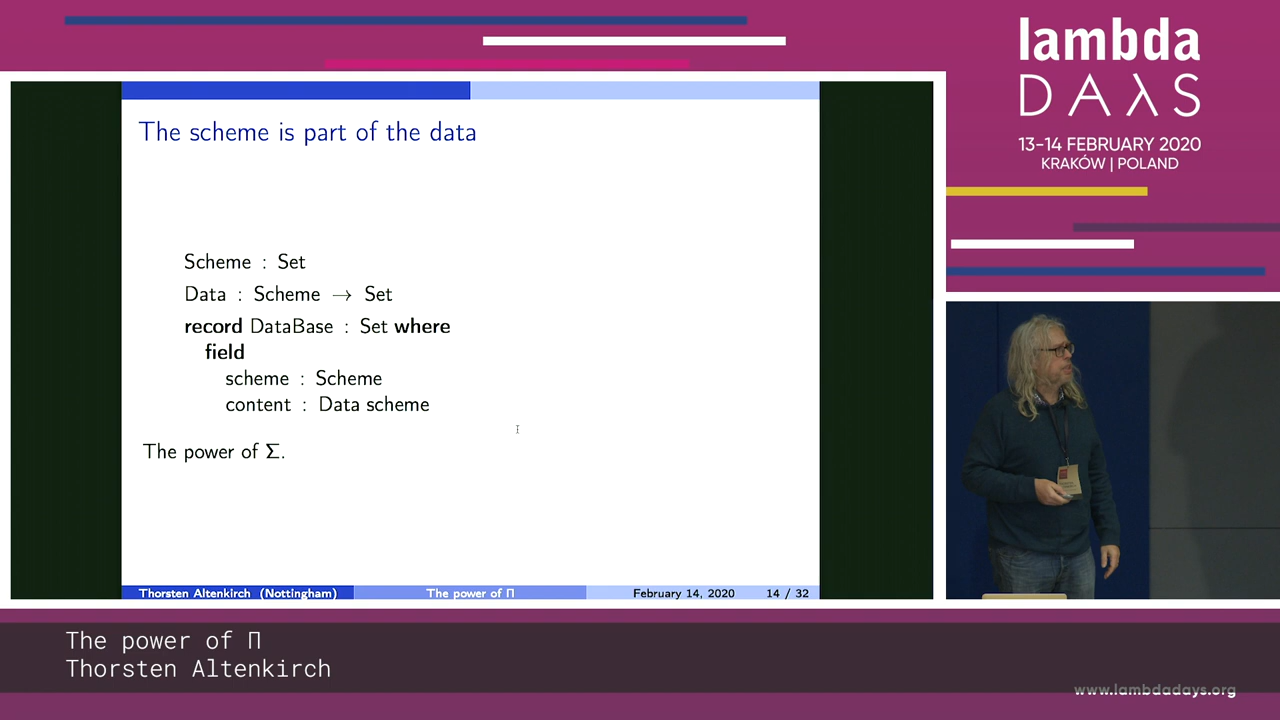 lambda
DAλS
13–14 FEBRUARY 2020
KRAKÓW | POLAND
The scheme is part of the data
Scheme : Set
Data : Scheme → Set
record DataBase : Set where
field
scheme : Scheme
content : Data scheme
The power of Σ.
Thorsten Altenkirch (Nottingham)
The power of Π
February 14, 2020
14 / 32
The power of Π
Thorsten Altenkirch
www.lambdadays.org